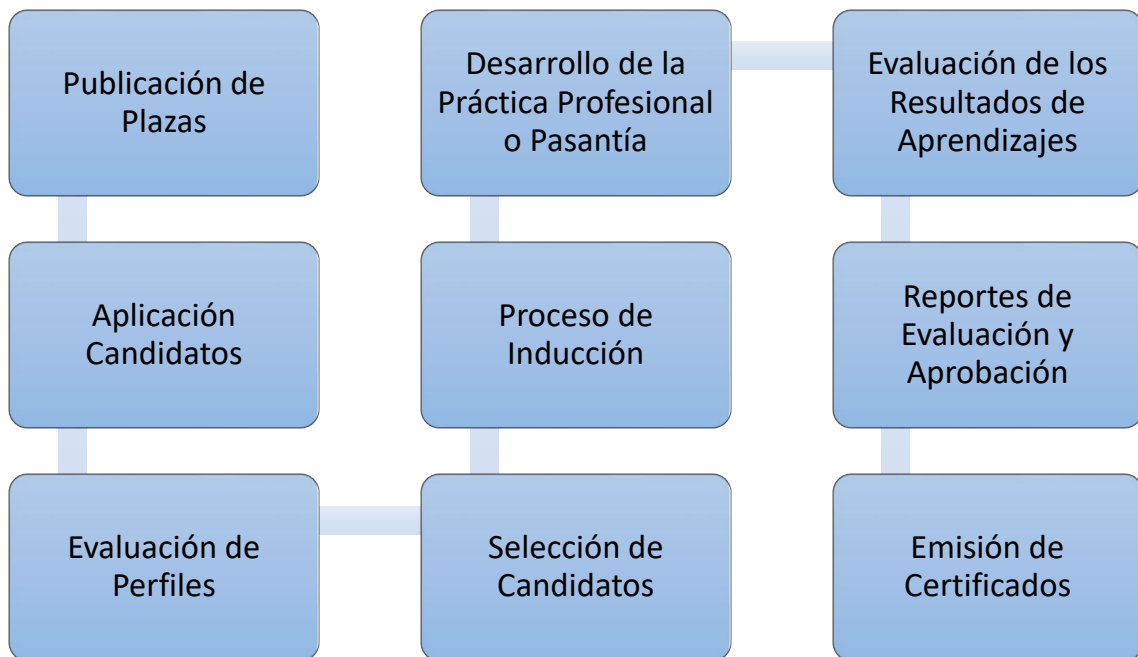 Publicación de
Plazas
Aplicación
Candidatos
Evaluación de
Perfiles
Selección de
Candidatos
Proceso de
Inducción
Desarrollo de la
Práctica Profesional
o Pasantía
Evaluación de los
Resultados de
Aprendizajes
Reportes de
Evaluación y
Aprobación
Emisión de
Certificados